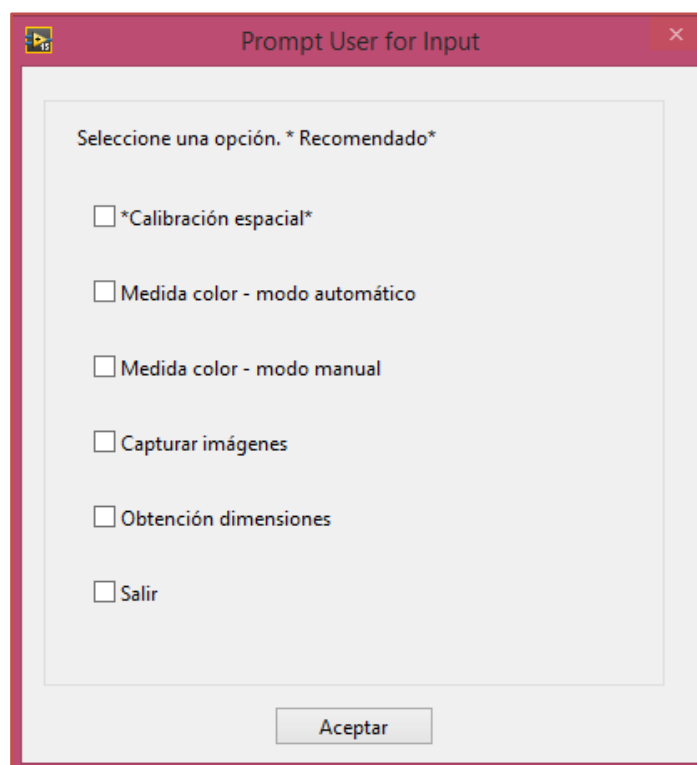 Prompt User for Input
Seleccione una opción. * Recomendado*
*Calibración espacial*
Medida color - modo automático
Medida color - modo manual
Capturar imágenes
Obtención dimensiones
Salir
Aceptar